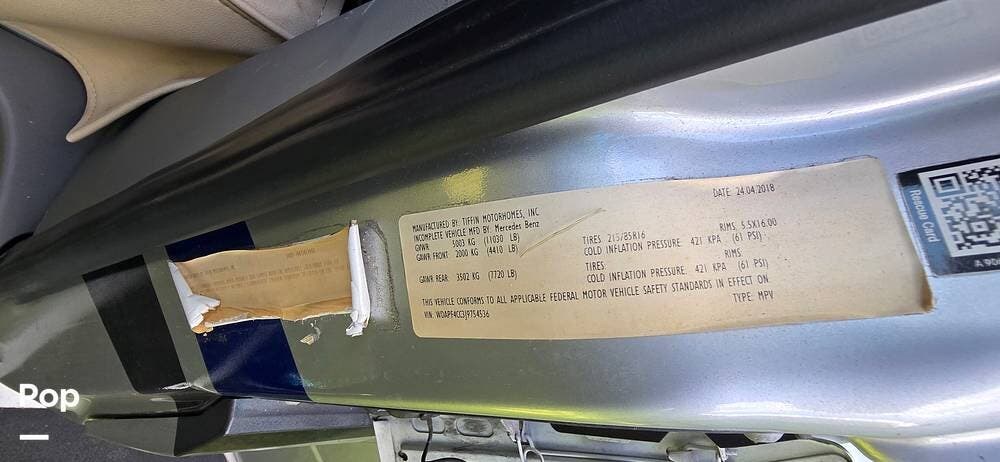 DATE 24.04.2018
MANUFACTURED BY: TIFFIN MOTORHOMES, INC
INCOMPLETE VEHICLE MFD BY: Mercedes Benz
GVWR 5003 KG (11030 LB)
GAWR FRONT 2000 KG (4410 LB)
TIRES 215/85R16 RIMS 5.5X16.00
COLD INFLATION PRESSURE 421 KPA (61 PSI)
GAWR REAR 3502 KG (7720 LB)
TIRES RIMS
COLD INFLATION PRESSURE 421 KPA (61 PSI)
THIS VEHICLE CONFORMS TO ALL APPLICABLE FEDERAL MOTOR VEHICLE SAFETY STANDARDS IN EFFECT ON
VIN: WDAPF4CC3J9754536 TYPE: MPV
Rescue Card
Rop